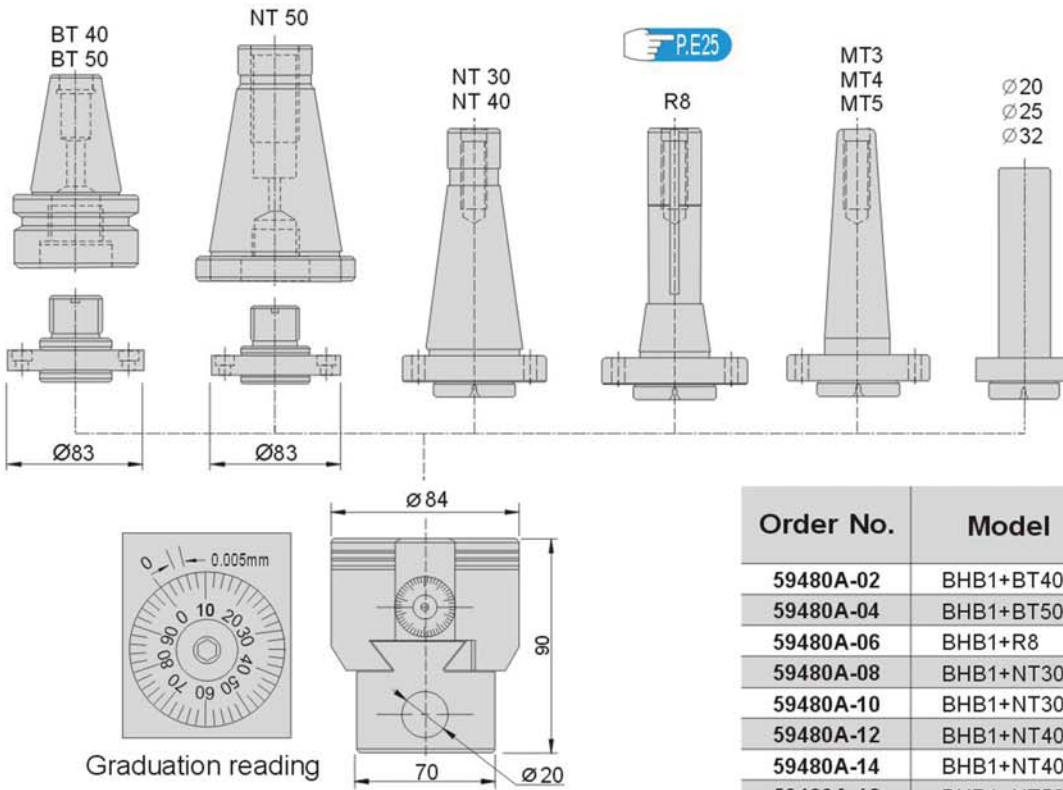 BT 40
BT 50
NT 50
NT 30
NT 40
P.E25
R8
MT3
MT4
MT5
Ø20
Ø25
Ø32
Ø83
Ø83
Ø84
90
70
Ø20
0
0.005mm
0 10 20 30 40 50 60 70 80 90
Graduation reading
Order No. Model
59480A-02 BHB1+BT40
59480A-04 BHB1+BT50
59480A-06 BHB1+R8
59480A-08 BHB1+NT30
59480A-10 BHB1+NT30
59480A-12 BHB1+NT40
59480A-14 BHB1+NT40